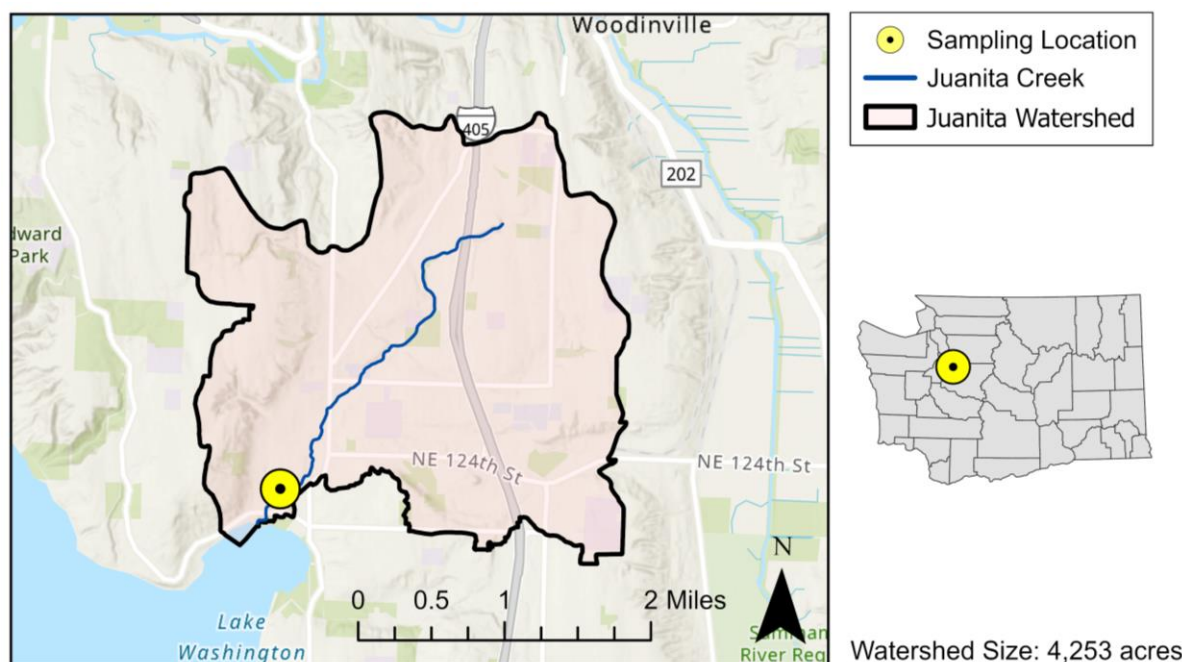 Woodinville
405
202
dward
Park
NE 124th St
NE 124th St
N
0 0.5 1 2 Miles
Lake
Washington
River Reg
Sampling Location
Juanita Creek
Juanita Watershed
Watershed Size: 4,253 acres